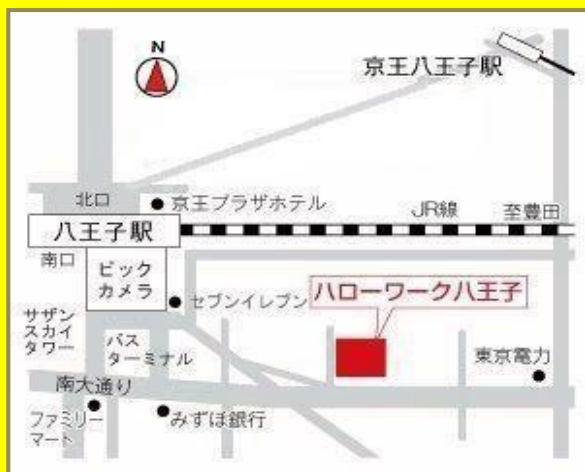 N
京王八王子駅
北口
京王プラザホテル
JR線
至豊田
八王子駅
南口
ビック
カメラ
セブンイレブン
ハローワーク八王子
サザン
スカイ
タワー
バス
ターミナル
東京電力
南大通り
ファミリー
マート
みずほ銀行